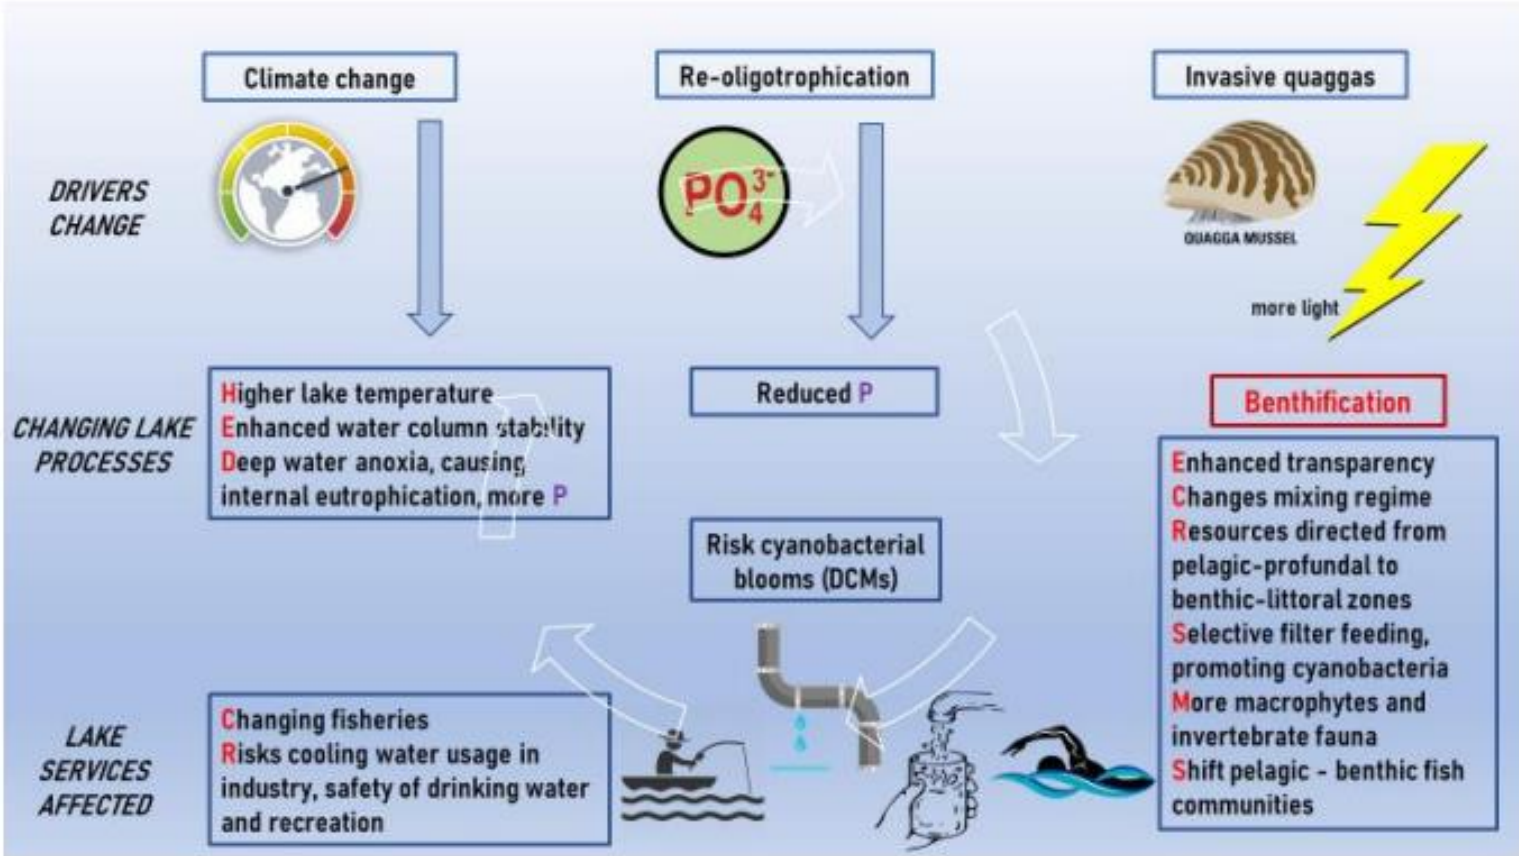 Climate change
Re-oligotrophication
Invasive quaggas
DRIVERS
CHANGE
PO₄³⁻
QUAGGA MUSSEL
more light
CHANGING LAKE
PROCESSES
Higher lake temperature
Enhanced water column stability
Deep water anoxia, causing
internal eutrophication, more P
Reduced P
Benthification
Risk cyanobacterial
blooms (DCMs)
Enhanced transparency
Changes mixing regime
Resources directed from
pelagic-profundal to
benthic-littoral zones
Selective filter feeding,
promoting cyanobacteria
More macrophytes and
invertebrate fauna
Shift pelagic - benthic fish
communities
LAKE
SERVICES
AFFECTED
Changing fisheries
Risks cooling water usage in
industry, safety of drinking water
and recreation